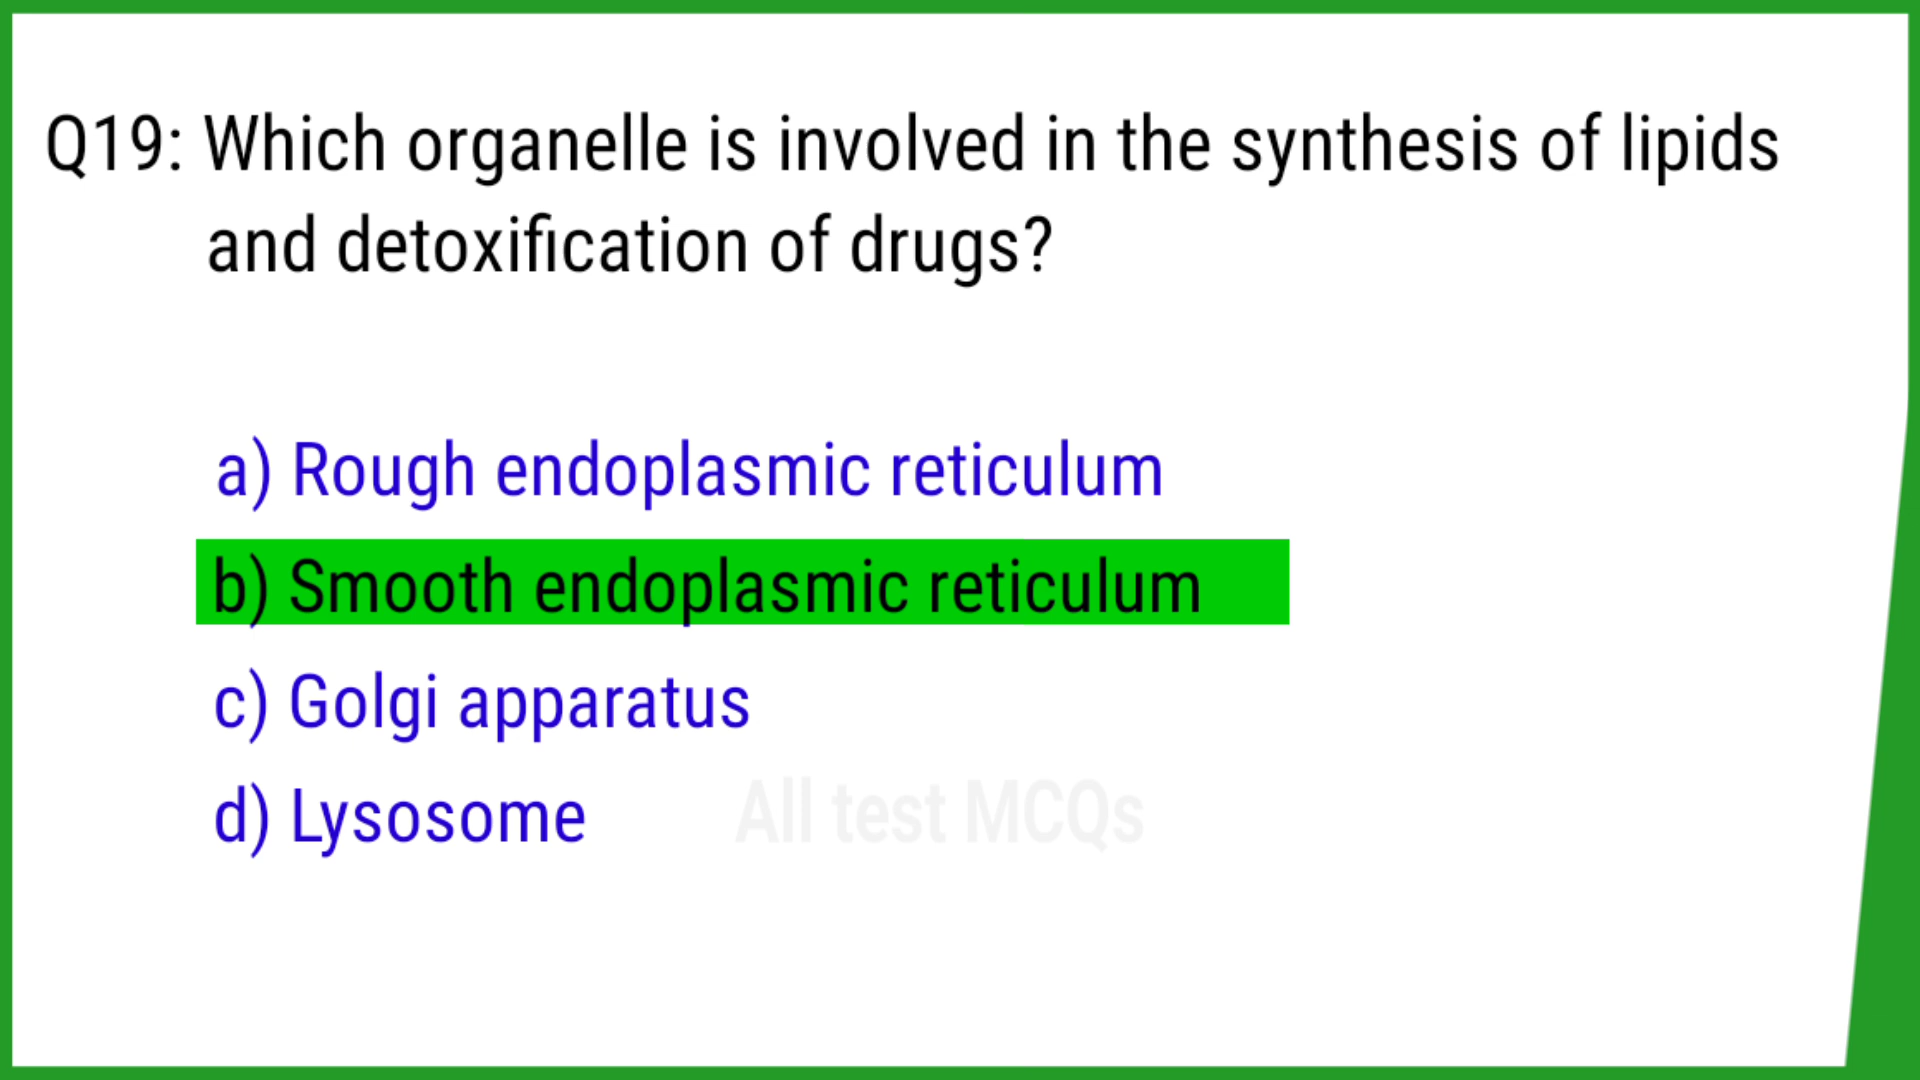 Q19: Which organelle is involved in the synthesis of lipids
and detoxification of drugs?
a) Rough endoplasmic reticulum
b) Smooth endoplasmic reticulum
c) Golgi apparatus
d) Lysosome
All test MCQs